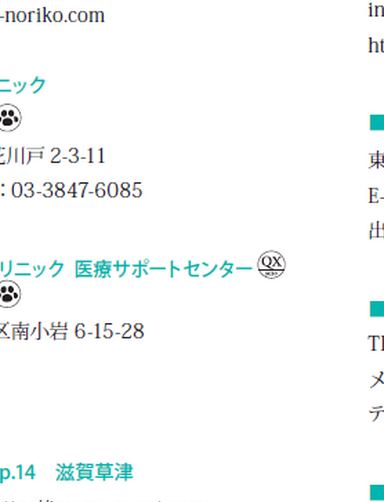 -noriko.com
ニック
花川戸 2-3-11
：03-3847-6085
リニック 医療サポートセンター QX
区南小岩 6-15-28
p.14 滋賀草津
in
ht
東
E-
出
TE
メ
デ